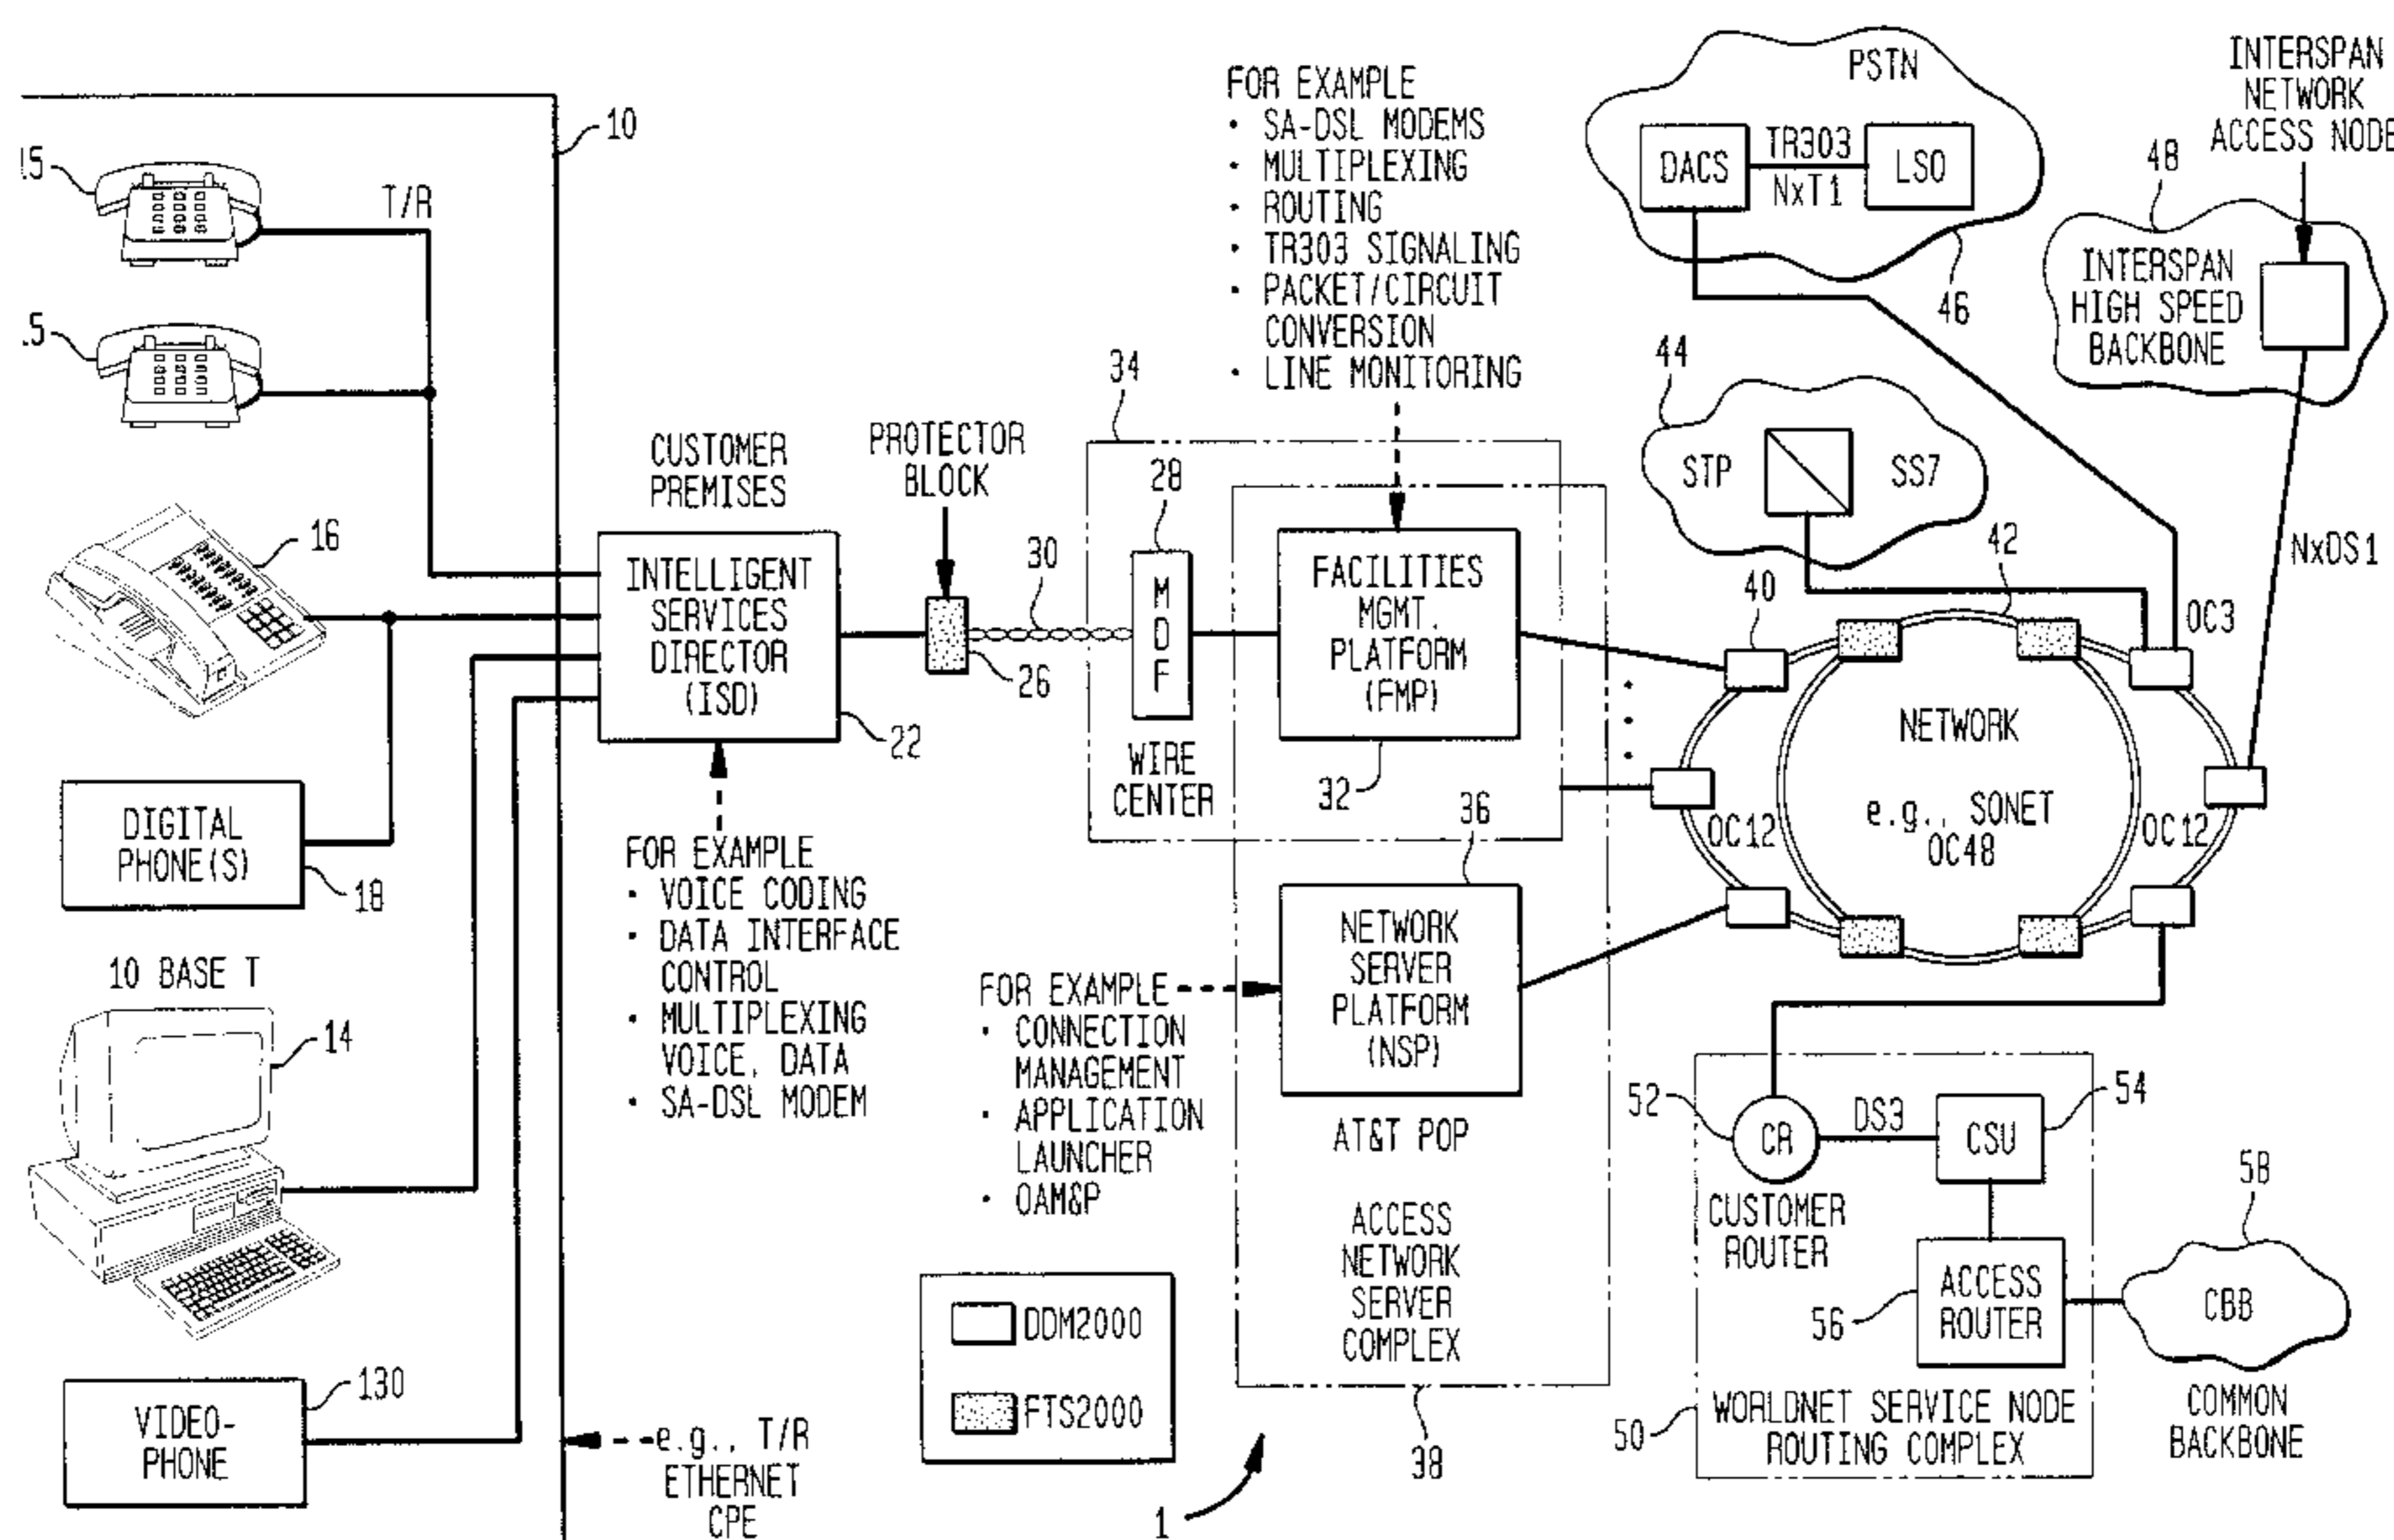 15
T/R
10
15
16
DIGITAL
PHONE(S)
18
10 BASE T
14
VIDEO-
PHONE
130
CUSTOMER
PREMISES
INTELLIGENT
SERVICES
DIRECTOR
(ISD)
22
FOR EXAMPLE
• VOICE CODING
• DATA INTERFACE
CONTROL
• MULTIPLEXING
VOICE, DATA
• SA-DSL MODEM
e.g., T/R
ETHERNET
CPE
PROTECTOR
BLOCK
26
30
34
28
MDF
WIRE
CENTER
FOR EXAMPLE
• SA-DSL MODEMS
• MULTIPLEXING
• ROUTING
• TR303 SIGNALING
• PACKET/CIRCUIT
CONVERSION
• LINE MONITORING
FACILITIES
MGMT.
PLATFORM
(FMP)
32
36
NETWORK
SERVER
PLATFORM
(NSP)
AT&T POP
ACCESS
NETWORK
SERVER
COMPLEX
38
FOR EXAMPLE
• CONNECTION
MANAGEMENT
• APPLICATION
LAUNCHER
• OAM&P
DDM2000
FTS2000
1
PSTN
DACS
TR303
NxT1
LSO
46
INTERSPAN
NETWORK
ACCESS NODE
48
INTERSPAN
HIGH SPEED
BACKBONE
44
STP
SS7
NxDS1
40
42
OC3
NETWORK
e.g., SONET
OC48
OC12
OC12
52
CR
DS3
CSU
54
CUSTOMER
ROUTER
ACCESS
ROUTER
56
58
CBB
COMMON
BACKBONE
WORLDNET SERVICE NODE
ROUTING COMPLEX
50